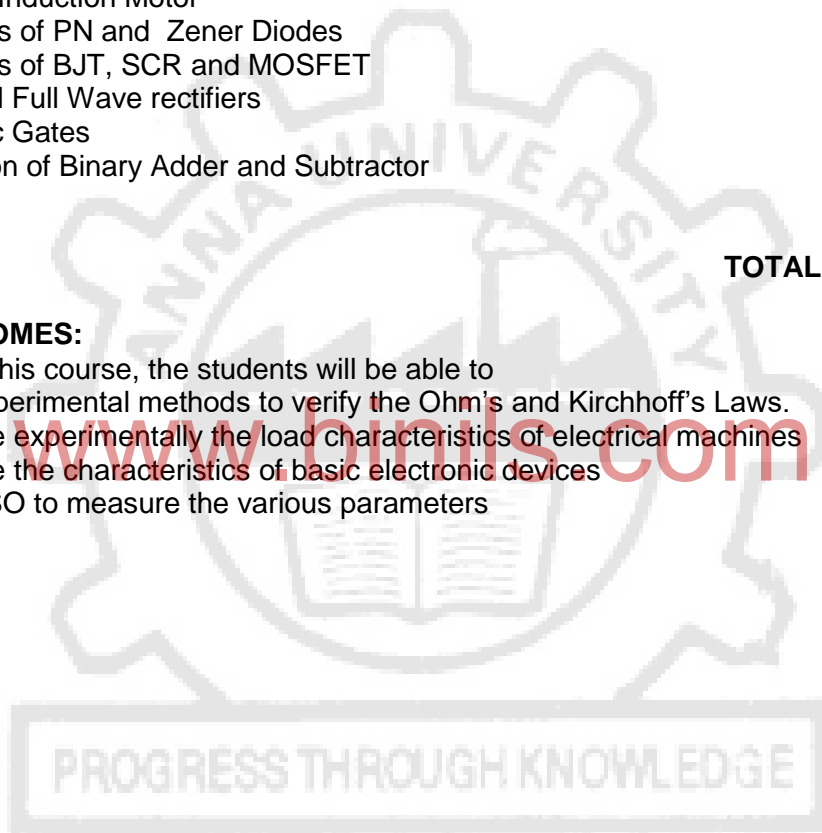 Induction Motor
s of PN and Zener Diodes
s of BJT, SCR and MOSFET
Full Wave rectifiers
c Gates
on of Binary Adder and Subtractor
ANNA UNIVERSITY
TOTAL
OMES:
his course, the students will be able to
perimental methods to verify the Ohm's and Kirchhoff's Laws.
e experimentally the load characteristics of electrical machines
www.binils.com
e the characteristics of basic electronic devices
SO to measure the various parameters
PROGRESS THROUGH KNOWLEDGE